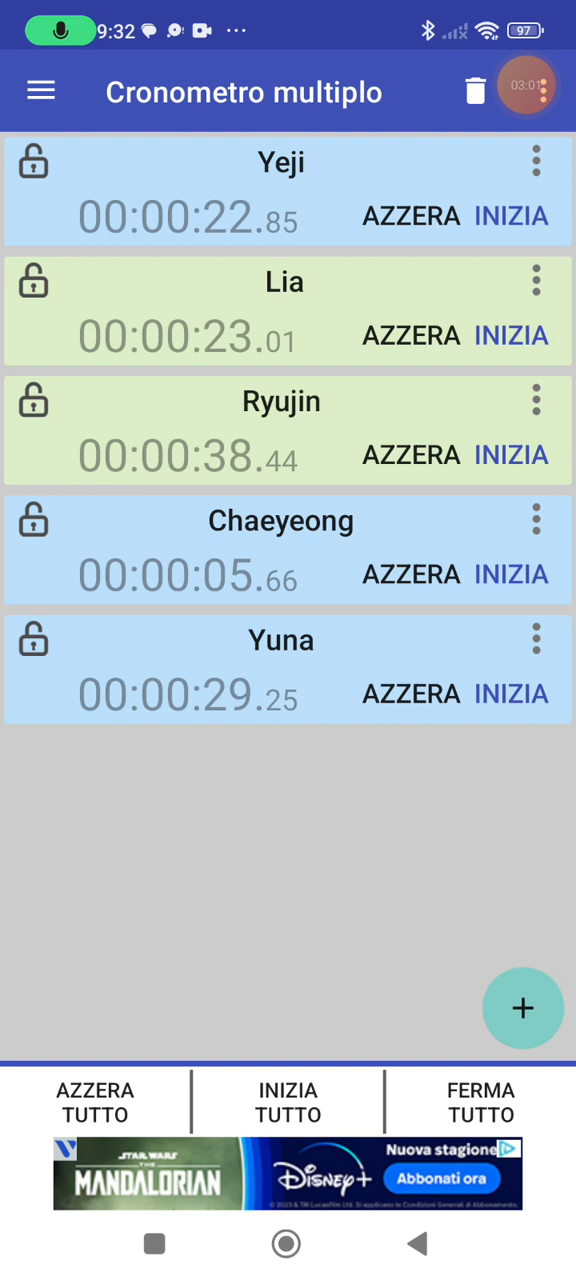 9:32
97
Cronometro multiplo
03:01
Yeji
00:00:22.85 AZZERA INIZIA
Lia
00:00:23.01 AZZERA INIZIA
Ryujin
00:00:38.44 AZZERA INIZIA
Chaeyeong
00:00:05.66 AZZERA INIZIA
Yuna
00:00:29.25 AZZERA INIZIA
+
AZZERA TUTTO
INIZIA TUTTO
FERMA TUTTO
STAR WARS
THE
MANDALORIAN
Disney+
Nuova stagione
Abbonati ora